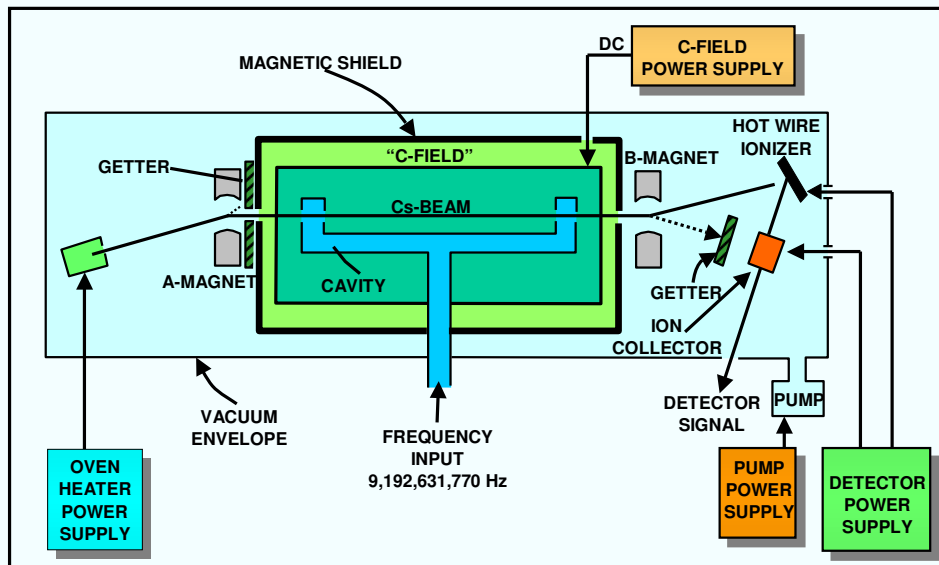 DC
C-FIELD
POWER SUPPLY
MAGNETIC SHIELD
HOT WIRE
IONIZER
"C-FIELD"
B-MAGNET
GETTER
Cs-BEAM
A-MAGNET
CAVITY
GETTER
ION
COLLECTOR
VACUUM
ENVELOPE
FREQUENCY
INPUT
9,192,631,770 Hz
DETECTOR
SIGNAL
PUMP
OVEN
HEATER
POWER
SUPPLY
PUMP
POWER
SUPPLY
DETECTOR
POWER
SUPPLY